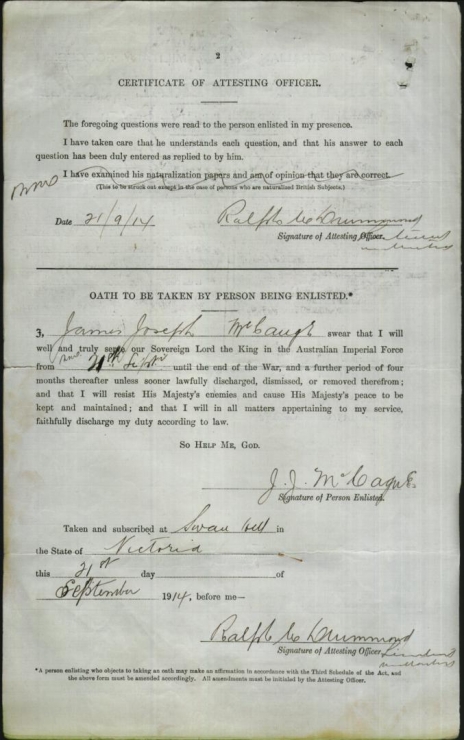 2
CERTIFICATE OF ATTESTING OFFICER.
The foregoing questions were read to the person enlisted in my presence.
I have taken care that he understands each question, and that his answer to each
question has been duly entered as replied to by him.
I have examined his naturalization papers and am of opinion that they are correct.
(This to be struck out except in the case of persons who are naturalized British Subjects.)
Date 21/9/14 Ralph Drummond
Signature of Attesting Officer.
OATH TO BE TAKEN BY PERSON BEING ENLISTED.*
3. James Joseph swear that I will
well and truly serve our Sovereign Lord the King in the Australian Imperial Force
from 21st Sept until the end of the War, and a further period of four
months thereafter unless sooner lawfully discharged, dismissed, or removed therefrom; and
that I will resist His Majesty's enemies and cause His Majesty's peace to be
kept and maintained; and that I will in all matters appertaining to my service,
faithfully discharge my duty according to law.
SO HELP ME, GOD.
J. J.
Signature of Person Enlisted.
Taken and subscribed at Swan Hill in
the State of Victoria
this 21st day of
September 1914, before me—
Ralph Drummond
Signature of Attesting Officer.
*A person enlisting who objects to taking an oath may make an affirmation in accordance with the Third Schedule of the Act, and
the above form must be amended accordingly. All amendments must be initialed by the Attesting Officer.